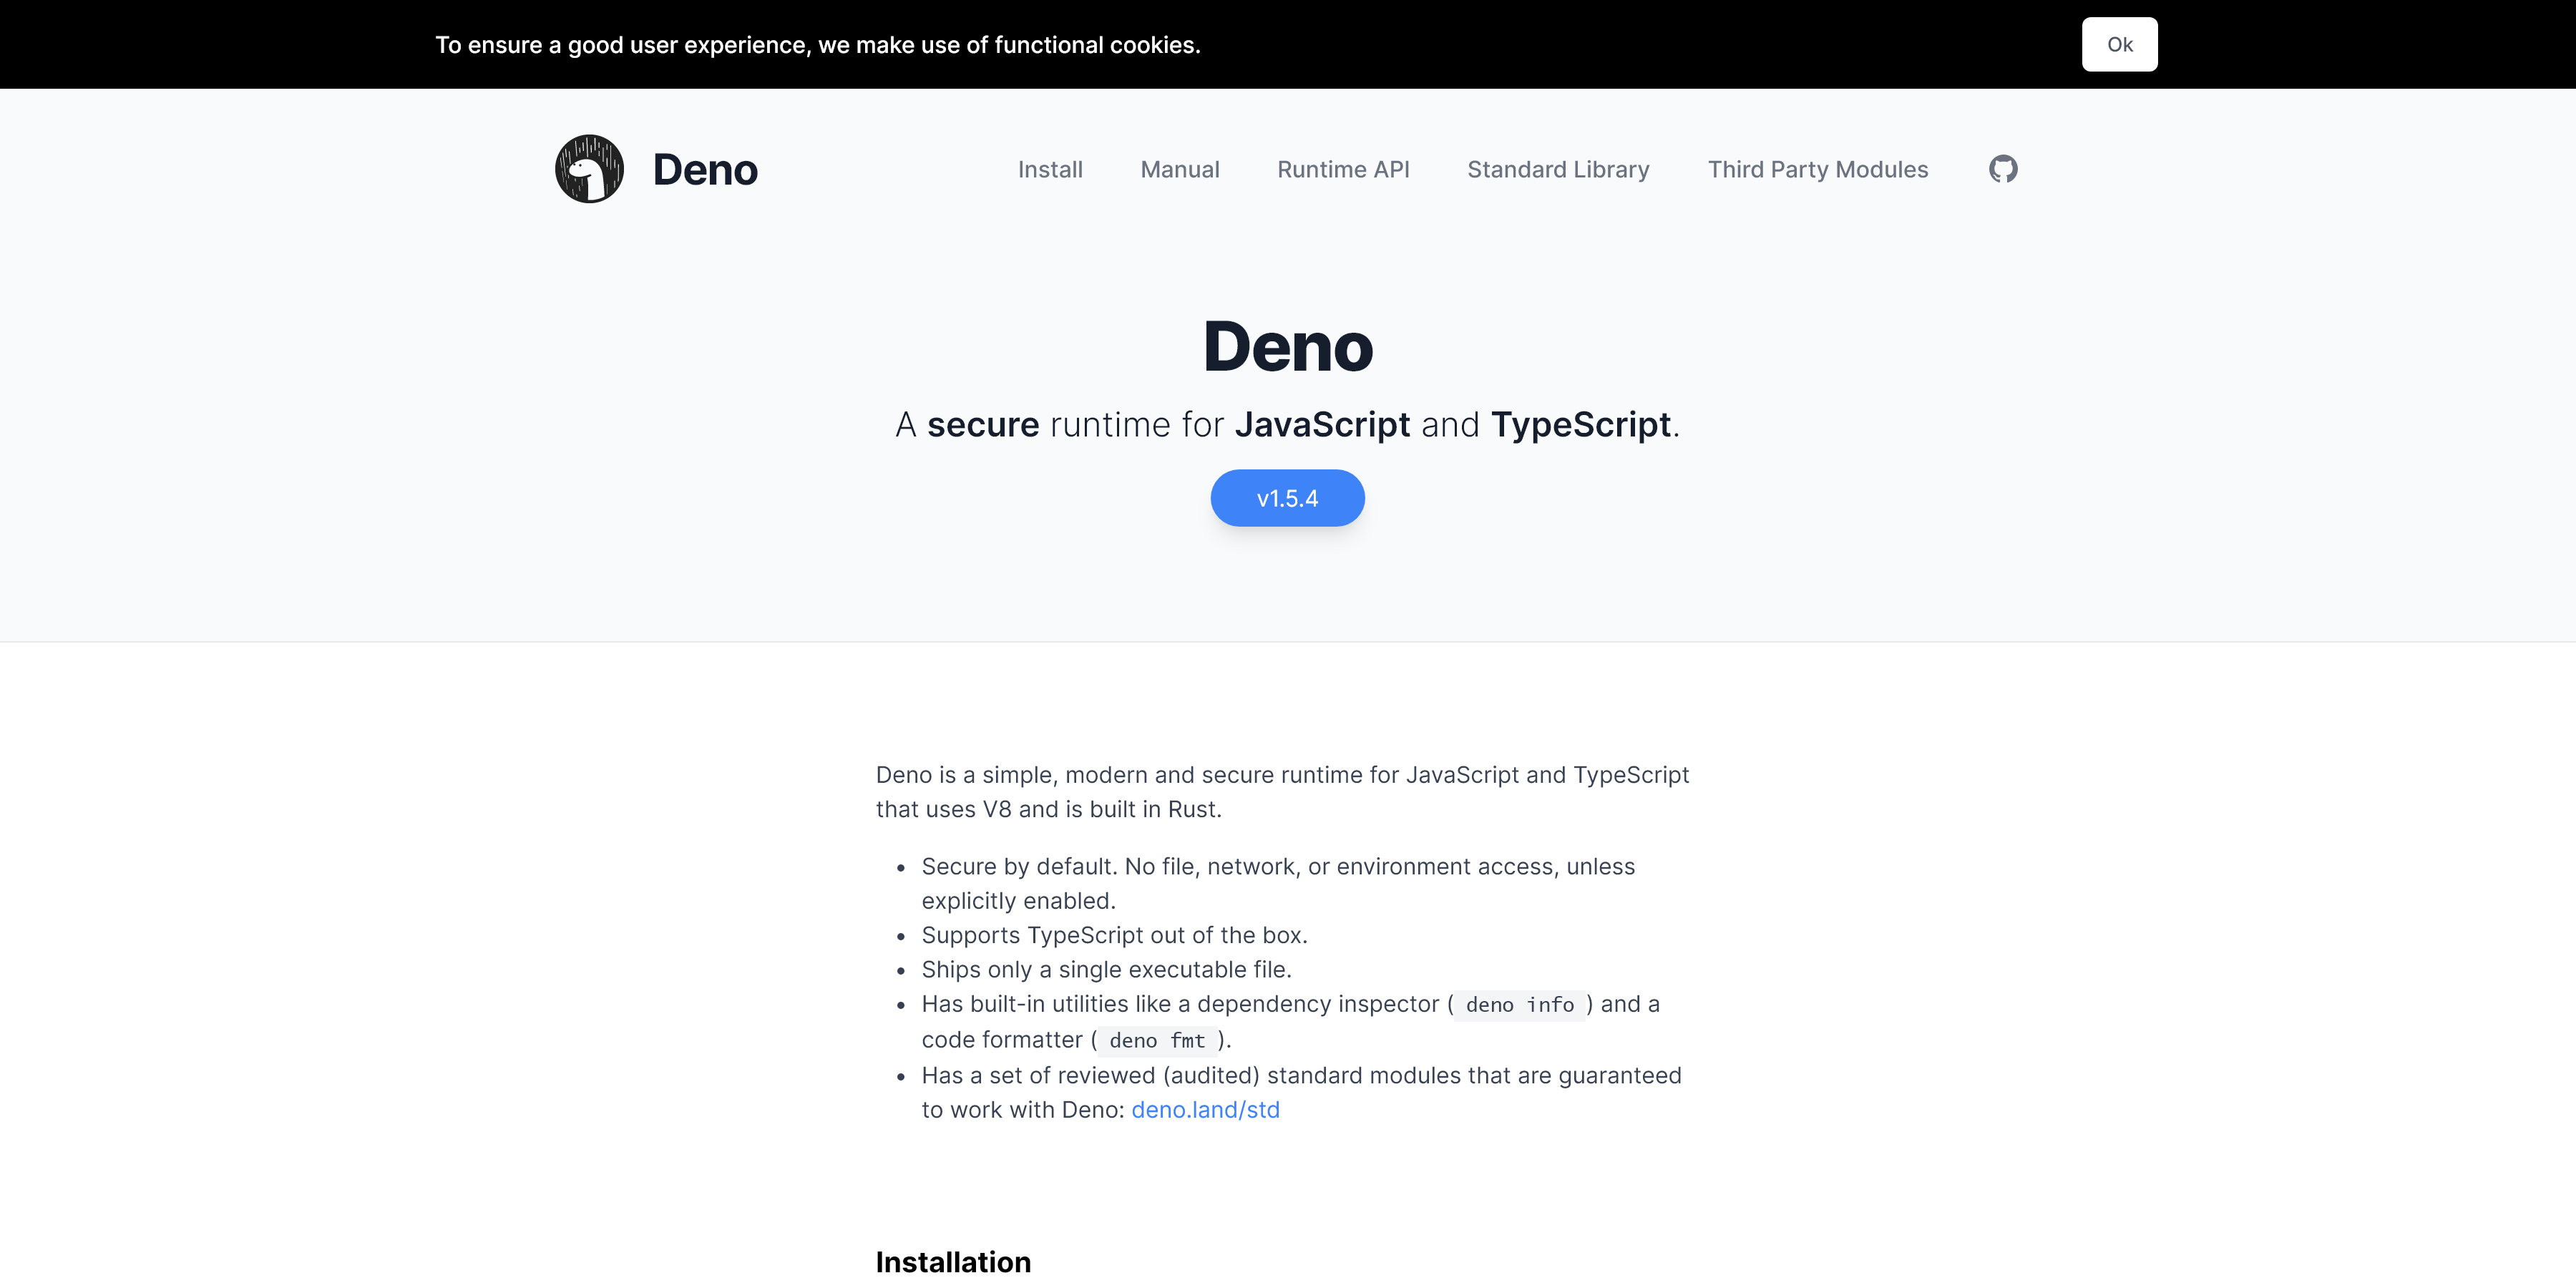 To ensure a good user experience, we make use of functional cookies.
Ok
Deno
Install
Manual
Runtime API
Standard Library
Third Party Modules
Deno
A secure runtime for JavaScript and TypeScript.
v1.5.4
Deno is a simple, modern and secure runtime for JavaScript and TypeScript
that uses V8 and is built in Rust.
• Secure by default. No file, network, or environment access, unless
explicitly enabled.
• Supports TypeScript out of the box.
• Ships only a single executable file.
• Has built-in utilities like a dependency inspector ( deno info ) and a
code formatter ( deno fmt ).
• Has a set of reviewed (audited) standard modules that are guaranteed
to work with Deno: deno.land/std
Installation